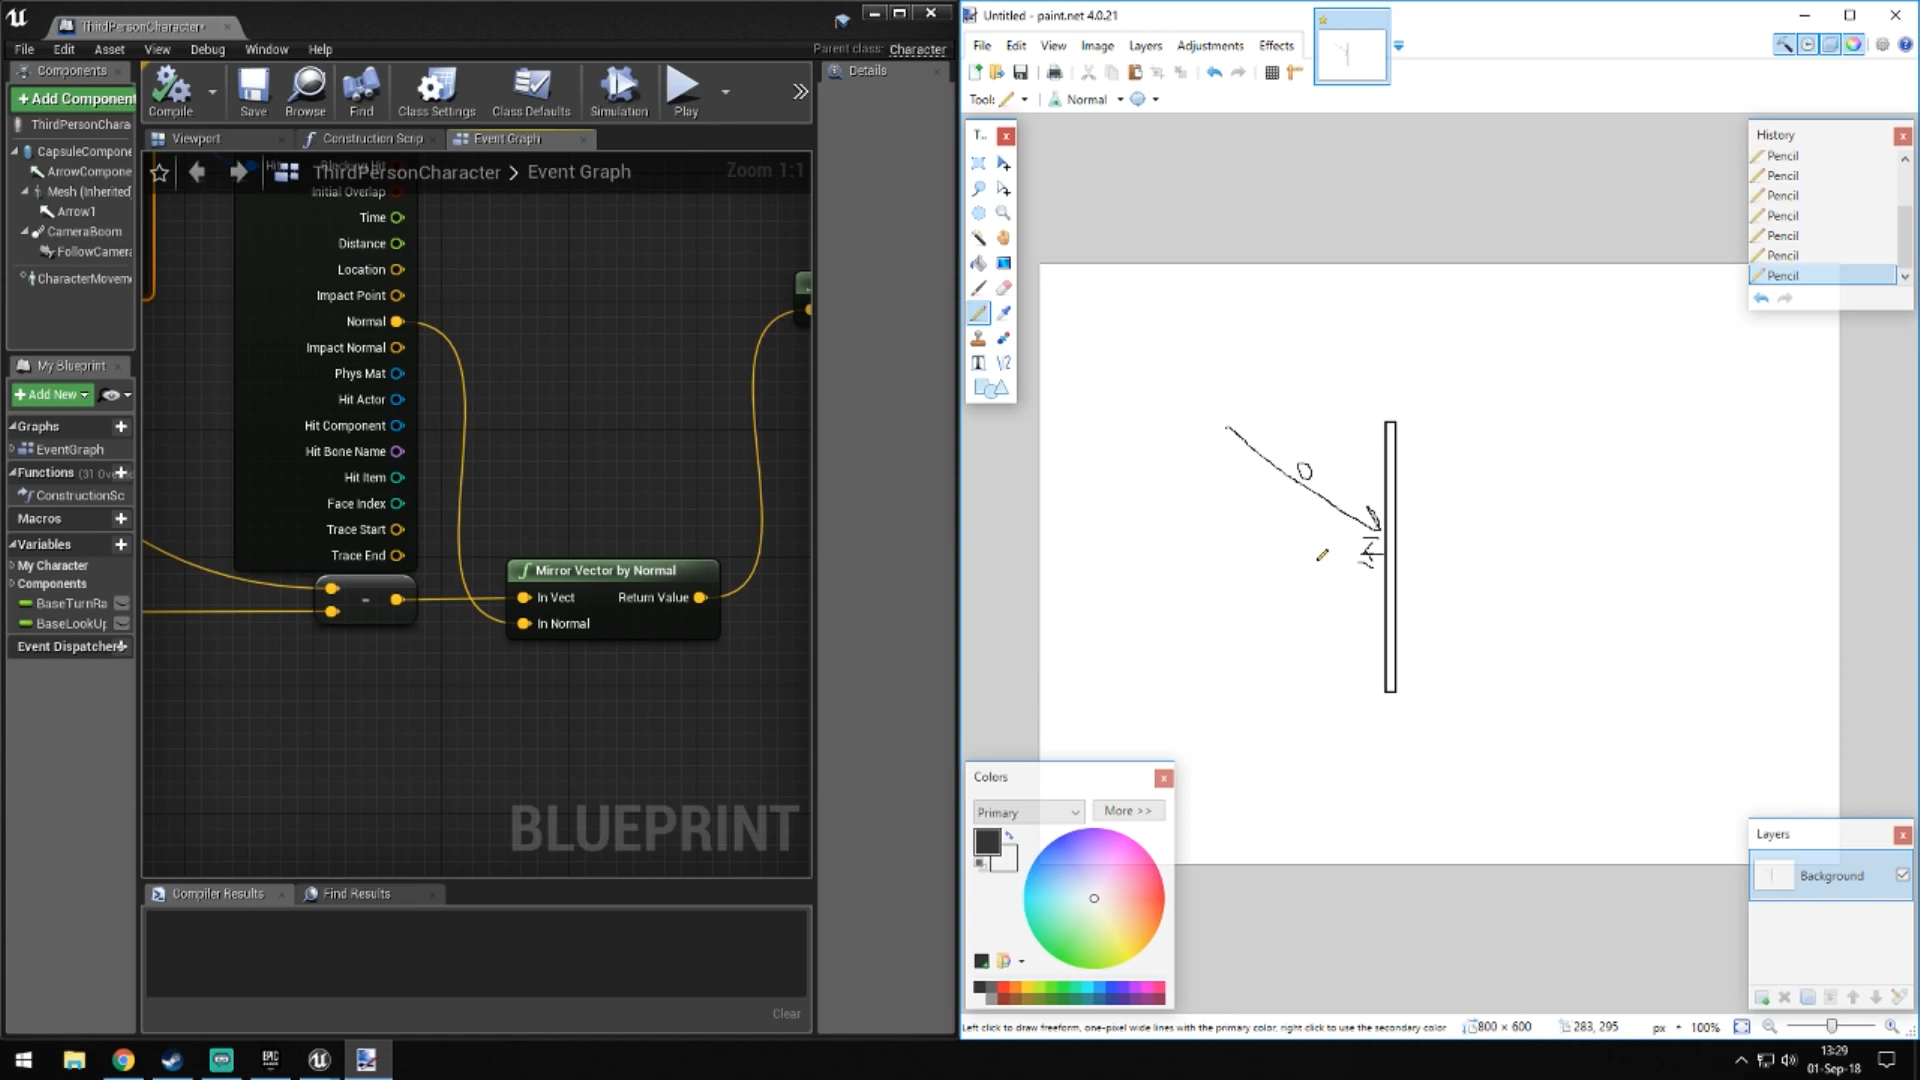 ThirdPersonCharacter
File Edit Asset View Debug Window Help
Parent class: Character
Components
+Add Component
ThirdPersonChara
CapsuleCompone
ArrowCompone
Mesh (Inherited)
Arrow1
CameraBoom
FollowCamera
CharacterMovem
Compile Save Browse Find Class Settings Class Defaults Simulation Play
Details
Viewport Construction Scrip Event Graph
ThirdPersonCharacter > Event Graph
Zoom 1:1
Blocking Hit
Initial Overlap
Time
Distance
Location
Impact Point
Normal
Impact Normal
Phys Mat
Hit Actor
Hit Component
Hit Bone Name
Hit Item
Face Index
Trace Start
Trace End
-
Mirror Vector by Normal
In Vect Return Value
In Normal
BLUEPRINT
My Blueprint
+Add New
Graphs
EventGraph
Functions (31 Ove
ConstructionSc
Macros
Variables
My Character
Components
BaseTurnRa
BaseLookUp
Event Dispatcher
Compiler Results Find Results
Clear
Untitled - paint.net 4.0.21
File Edit View Image Layers Adjustments Effects
Tool: Normal
T...
History
Pencil
Pencil
Pencil
Pencil
Pencil
Pencil
Pencil
Colors
Primary More >>
Layers
Background
Left click to draw freeform, one-pixel wide lines with the primary color, right click to use the secondary color
800 × 600
283, 295
px
100%
13:29
01-Sep-18